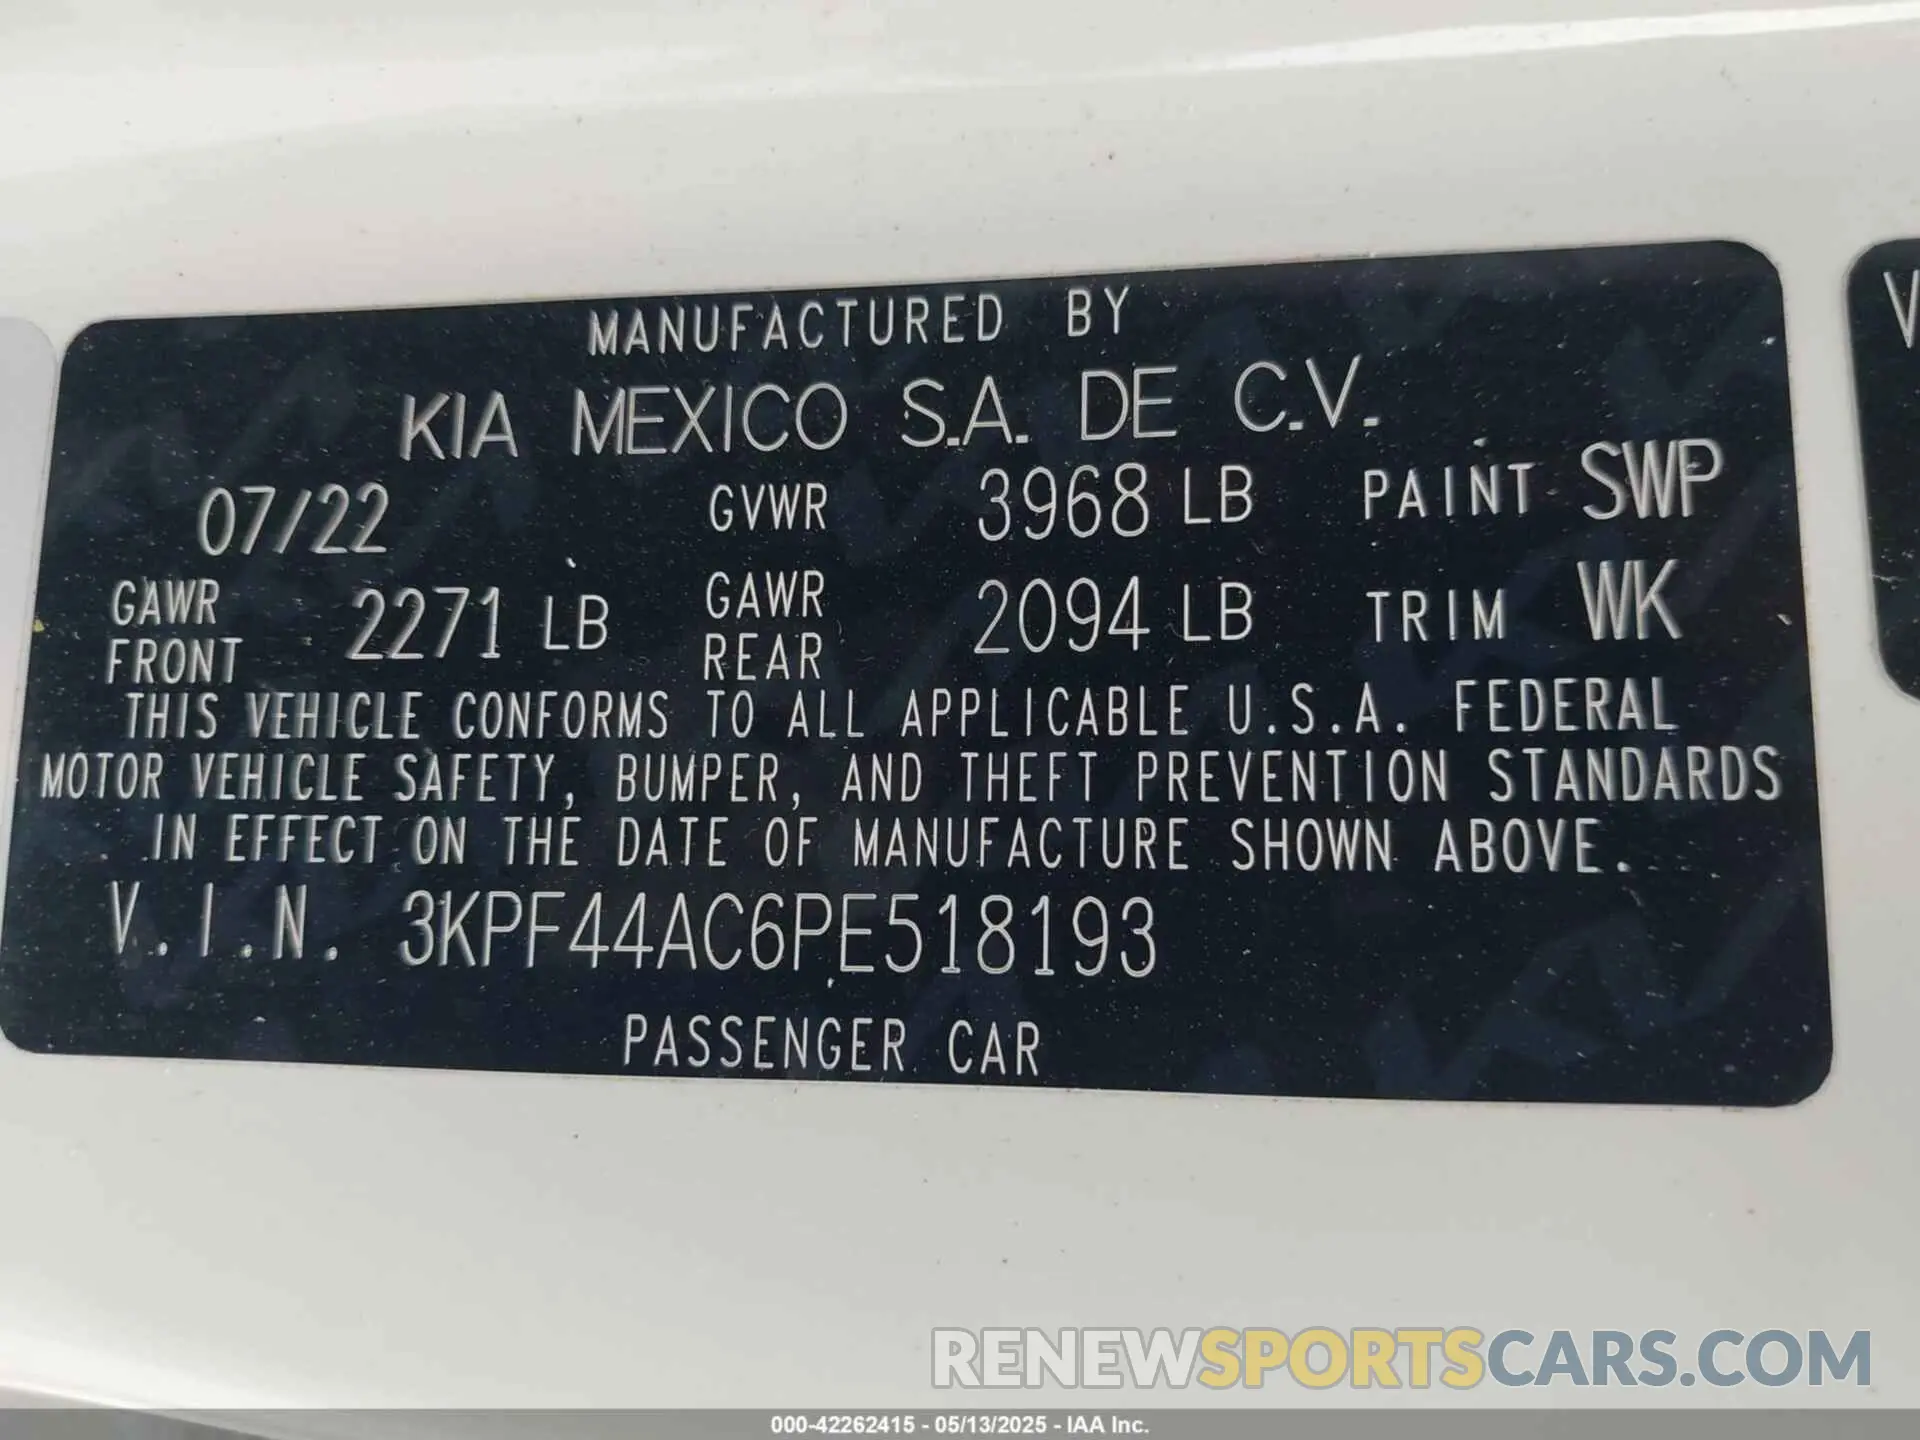 MANUFACTURED BY
KIA MEXICO S.A. DE C.V.
07/22 GVWR 3968 LB PAINT SWP
GAWR FRONT 2271 LB GAWR REAR 2094 LB TRIM WK
THIS VEHICLE CONFORMS TO ALL APPLICABLE U.S.A. FEDERAL
MOTOR VEHICLE SAFETY, BUMPER, AND THEFT PREVENTION STANDARDS
IN EFFECT ON THE DATE OF MANUFACTURE SHOWN ABOVE.
V.I.N. 3KPF44AC6PE518193
PASSENGER CAR
V
RENEWSPORTSCARS.COM
000-42262415 - 05/13/2025 - IAA Inc.